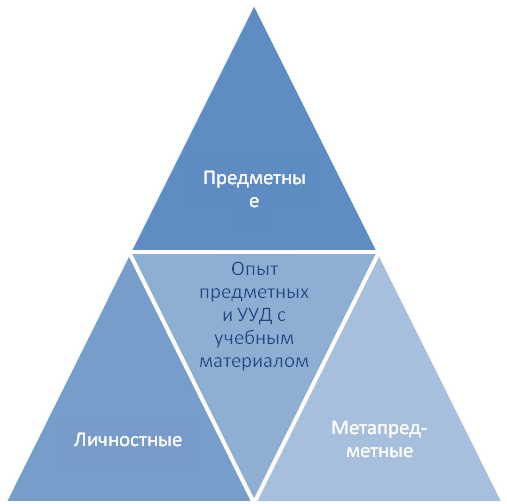 Предметны
е
Опыт
предметных
и УУД с
учебным
материалом
Личностные
Метапред-
метные